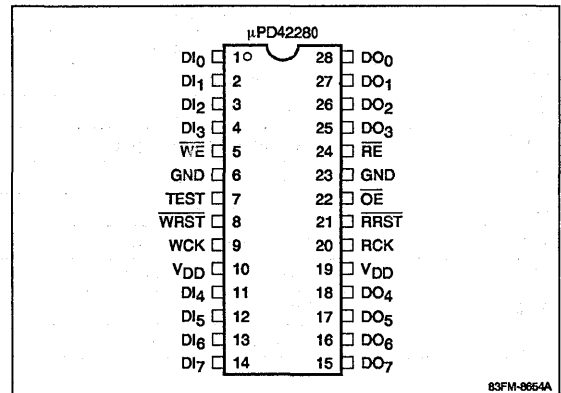 μPD42280
DI0 1 28 DO0
DI1 2 27 DO1
DI2 3 26 DO2
DI3 4 25 DO3
WE 5 24 RE
GND 6 23 GND
TEST 7 22 OE
WRST 8 21 RRST
WCK 9 20 RCK
VDD 10 19 VDD
DI4 11 18 DO4
DI5 12 17 DO5
DI6 13 16 DO6
DI7 14 15 DO7
83FM-8654A